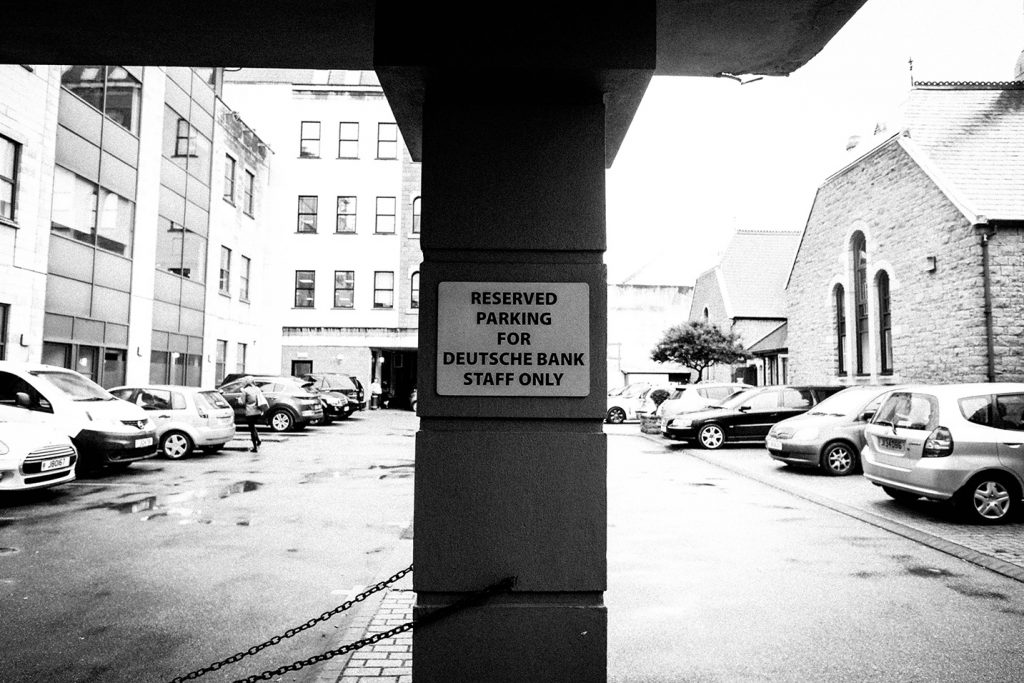 RESERVED
PARKING
FOR
DEUTSCHE BANK
STAFF ONLY